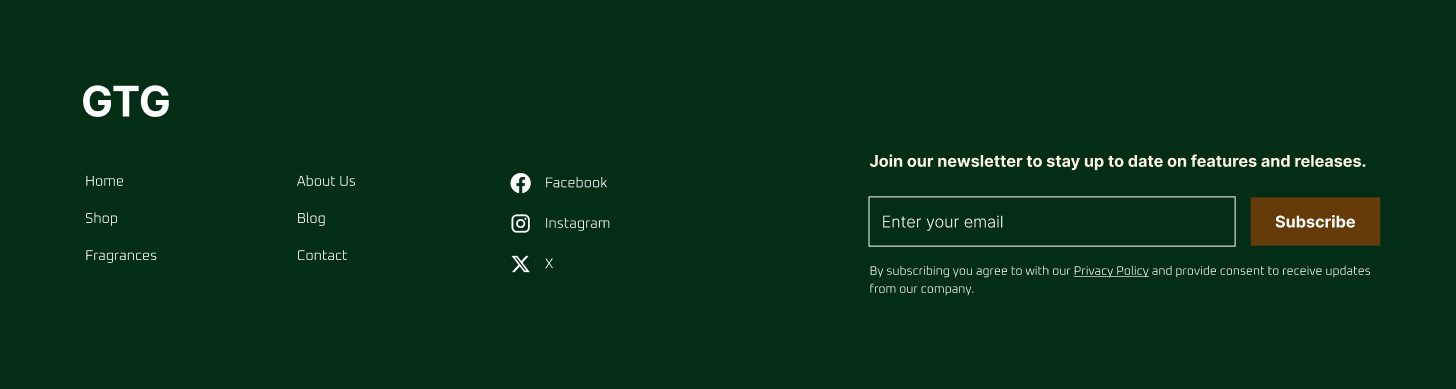 GTG
Home
Shop
Fragrances
About Us
Blog
Contact
Facebook
Instagram
X
Join our newsletter to stay up to date on features and releases.
Enter your email
Subscribe
By subscribing you agree to with our Privacy Policy and provide consent to receive updates
from our company.